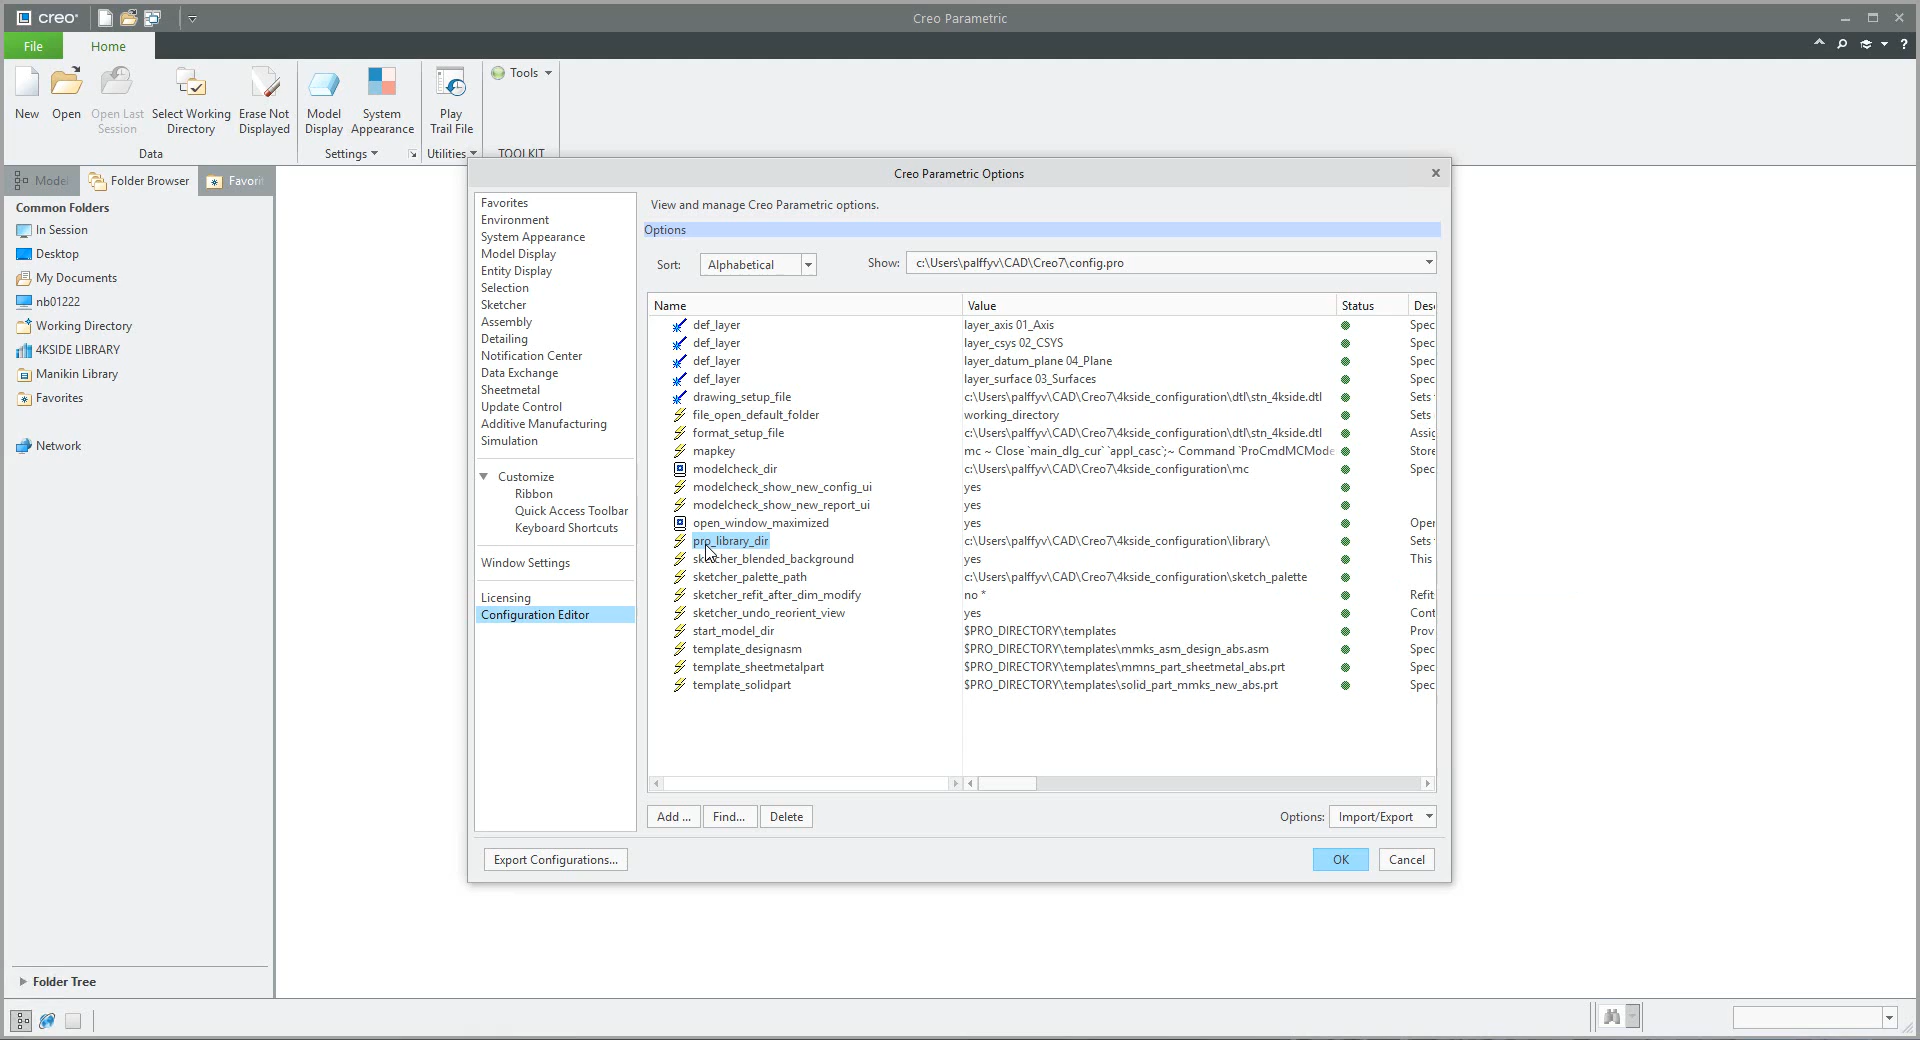 creo®
Creo Parametric
File
Home
New
Open
Open Last
Session
Select Working
Directory
Erase Not
Displayed
Model
Display
System
Appearance
Play
Trail File
Tools
Data
Settings
Utilities
TOOLKIT
Model
Folder Browser
Favorit
Common Folders
In Session
Desktop
My Documents
nb01222
Working Directory
4KSIDE LIBRARY
Manikin Library
Favorites
Network
Folder Tree
Creo Parametric Options
Favorites
Environment
System Appearance
Model Display
Entity Display
Selection
Sketcher
Assembly
Detailing
Notification Center
Data Exchange
Sheetmetal
Update Control
Additive Manufacturing
Simulation
Customize
Ribbon
Quick Access Toolbar
Keyboard Shortcuts
Window Settings
Licensing
Configuration Editor
View and manage Creo Parametric options.
Options
Sort: Alphabetical
Show: c:\Users\palffyv\CAD\Creo7\config.pro
Name Value Status Des
def_layer layer_axis 01_Axis Spec
def_layer layer_csys 02_CSYS Spec
def_layer layer_datum_plane 04_Plane Spec
def_layer layer_surface 03_Surfaces Spec
drawing_setup_file c:\Users\palffyv\CAD\Creo7\4kside_configuration\dtl\stn_4kside.dtl Sets
file_open_default_folder working_directory Sets
format_setup_file c:\Users\palffyv\CAD\Creo7\4kside_configuration\dtl\stn_4kside.dtl Assig
mapkey mc ~ Close `main_dlg_cur` `appl_casc`;~ Command `ProCmdMCMode Store
modelcheck_dir c:\Users\palffyv\CAD\Creo7\4kside_configuration\mc Spec
modelcheck_show_new_config_ui yes
modelcheck_show_new_report_ui yes
open_window_maximized yes Oper
pro_library_dir c:\Users\palffyv\CAD\Creo7\4kside_configuration\library\ Sets
sketcher_blended_background yes This
sketcher_palette_path c:\Users\palffyv\CAD\Creo7\4kside_configuration\sketch_palette
sketcher_refit_after_dim_modify no * Refit
sketcher_undo_reorient_view yes Cont
start_model_dir $PRO_DIRECTORY\templates Prov
template_designasm $PRO_DIRECTORY\templates\mmks_asm_design_abs.asm Spec
template_sheetmetalpart $PRO_DIRECTORY\templates\mmns_part_sheetmetal_abs.prt Spec
template_solidpart $PRO_DIRECTORY\templates\solid_part_mmks_new_abs.prt Spec
Add ... Find... Delete
Options: Import/Export
Export Configurations...
OK
Cancel